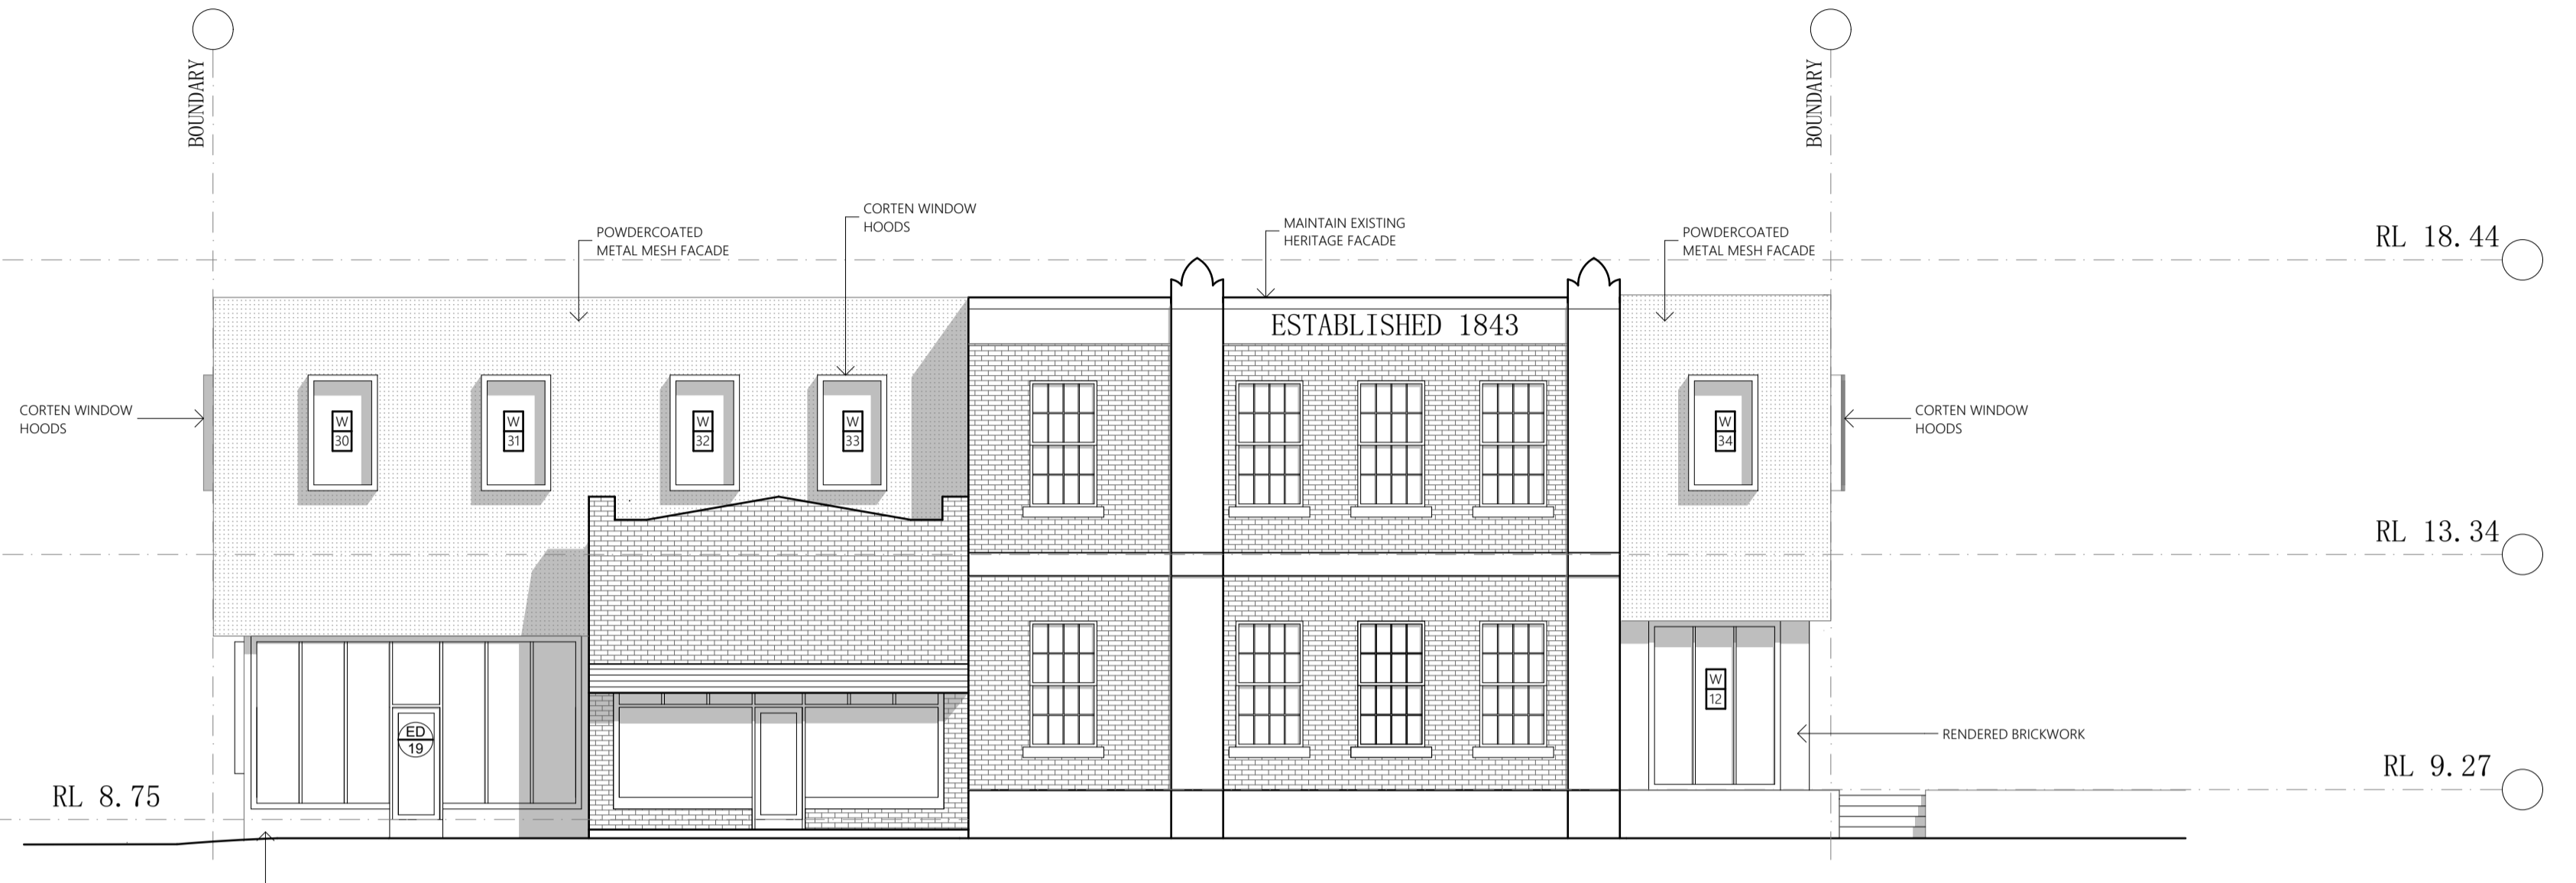 BOUNDARY
BOUNDARY
CORTEN WINDOW
HOODS
POWDERCOATED
METAL MESH FACADE
MAINTAIN EXISTING
HERITAGE FACADE
POWDERCOATED
METAL MESH FACADE
RL 18.44
ESTABLISHED 1843
CORTEN WINDOW
HOODS
W
30
W
31
W
32
W
33
W
34
CORTEN WINDOW
HOODS
RL 13.34
W
12
ED
19
RENDERED BRICKWORK
RL 8.75
RL 9.27